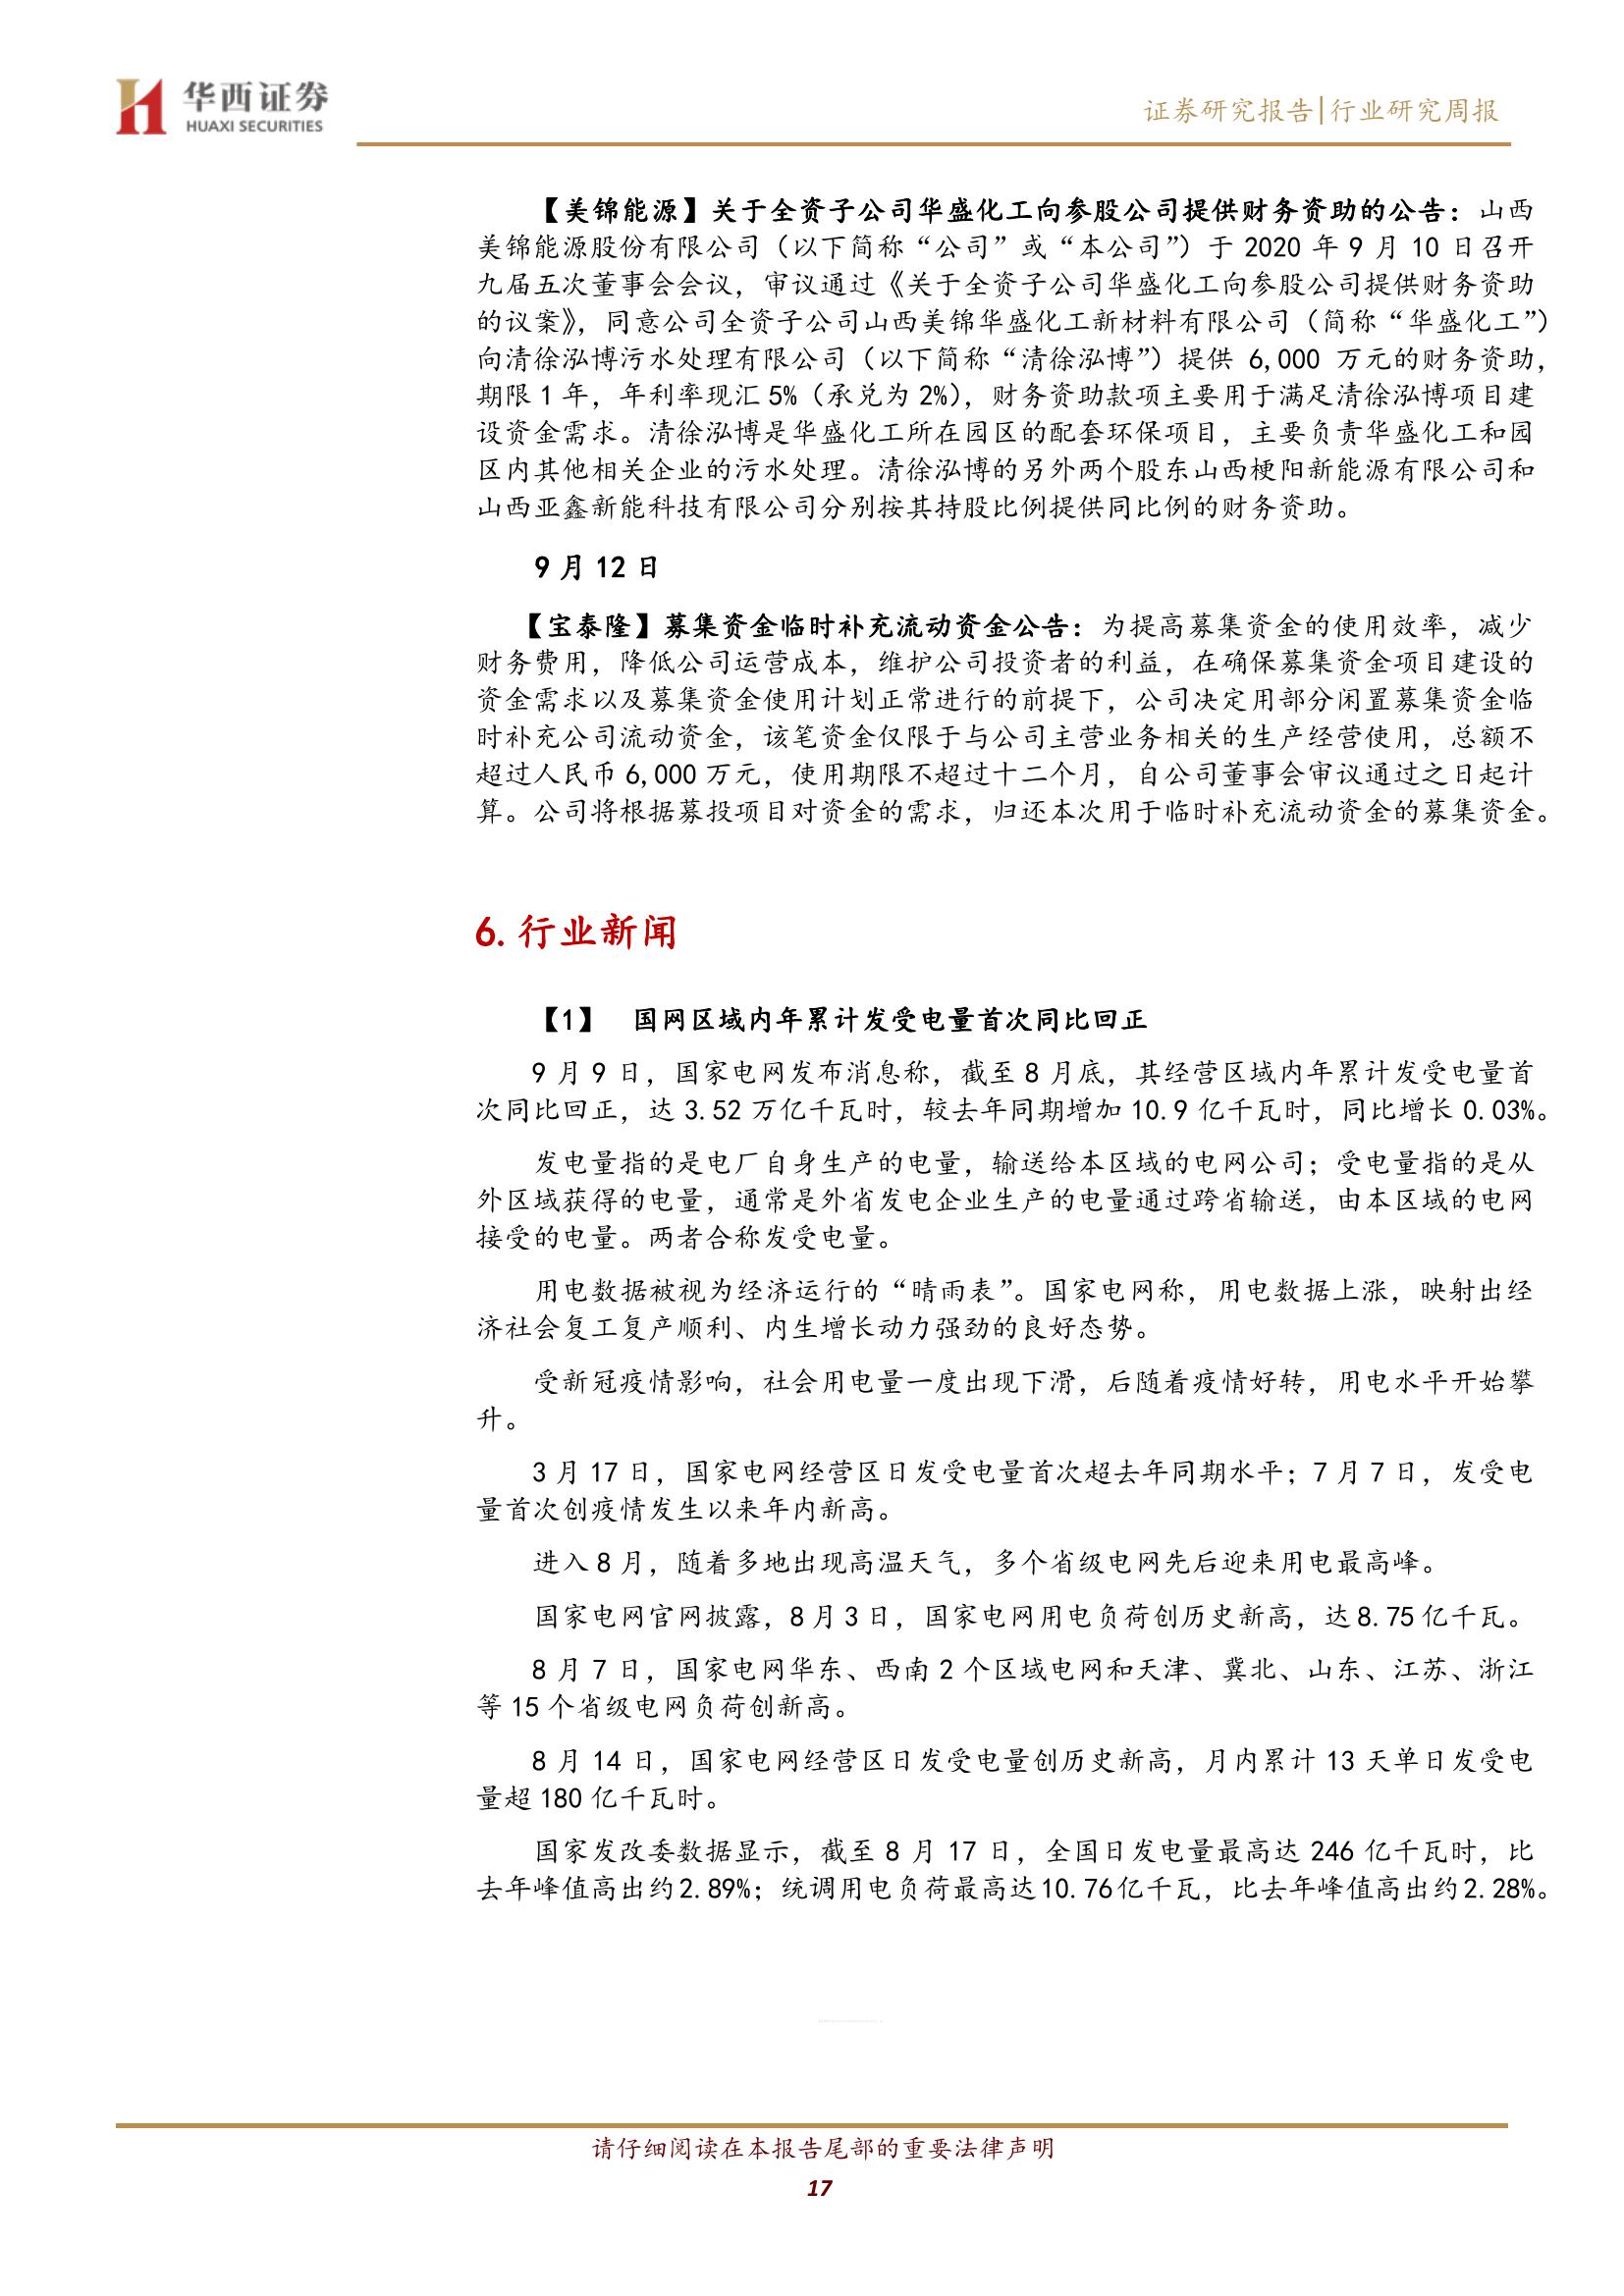 华西证券
HUAXI SECURITIES
证券研究报告|行业研究周报
【美锦能源】关于全资子公司华盛化工向参股公司提供财务资助的公告：山西
美锦能源股份有限公司（以下简称“公司”或“本公司”）于 2020 年 9 月 10 日召开
九届五次董事会会议，审议通过《关于全资子公司华盛化工向参股公司提供财务资助
的议案》，同意公司全资子公司山西美锦华盛化工新材料有限公司（简称“华盛化工”）
向清徐泓博污水处理有限公司（以下简称“清徐泓博”）提供 6,000 万元的财务资助，
期限 1 年，年利率现汇 5%（承兑为 2%），财务资助款项主要用于满足清徐泓博项目建
设资金需求。清徐泓博是华盛化工所在园区的配套环保项目，主要负责华盛化工和园
区内其他相关企业的污水处理。清徐泓博的另外两个股东山西梗阳新能源有限公司和
山西亚鑫新能科技有限公司分别按其持股比例提供同比例的财务资助。
9 月 12 日
【宝泰隆】募集资金临时补充流动资金公告：为提高募集资金的使用效率，减少
财务费用，降低公司运营成本，维护公司投资者的利益，在确保募集资金项目建设的
资金需求以及募集资金使用计划正常进行的前提下，公司决定用部分闲置募集资金临
时补充公司流动资金，该笔资金仅限于与公司主营业务相关的生产经营使用，总额不
超过人民币 6,000 万元，使用期限不超过十二个月，自公司董事会审议通过之日起计
算。公司将根据募投项目对资金的需求，归还本次用于临时补充流动资金的募集资金。
6. 行业新闻
【1】 国网区域内年累计发受电量首次同比回正
9 月 9 日，国家电网发布消息称，截至 8 月底，其经营区域内年累计发受电量首
次同比回正，达 3.52 万亿千瓦时，较去年同期增加 10.9 亿千瓦时，同比增长 0.03%。
发电量指的是电厂自身生产的电量，输送给本区域的电网公司；受电量指的是从
外区域获得的电量，通常是外省发电企业生产的电量通过跨省输送，由本区域的电网
接受的电量。两者合称发受电量。
用电数据被视为经济运行的“晴雨表”。国家电网称，用电数据上涨，映射出经
济社会复工复产顺利、内生增长动力强劲的良好态势。
受新冠疫情影响，社会用电量一度出现下滑，后随着疫情好转，用电水平开始攀
升。
3 月 17 日，国家电网经营区日发受电量首次超去年同期水平；7 月 7 日，发受电
量首次创疫情发生以来年内新高。
进入 8 月，随着多地出现高温天气，多个省级电网先后迎来用电最高峰。
国家电网官网披露，8 月 3 日，国家电网用电负荷创历史新高，达 8.75 亿千瓦。
8 月 7 日，国家电网华东、西南 2 个区域电网和天津、冀北、山东、江苏、浙江
等 15 个省级电网负荷创新高。
8 月 14 日，国家电网经营区日发受电量创历史新高，月内累计 13 天单日发受电
量超 180 亿千瓦时。
国家发改委数据显示，截至 8 月 17 日，全国日发电量最高达 246 亿千瓦时，比
去年峰值高出约 2.89%；统调用电负荷最高达 10.76 亿千瓦，比去年峰值高出约 2.28%。
请仔细阅读在本报告尾部的重要法律声明
17